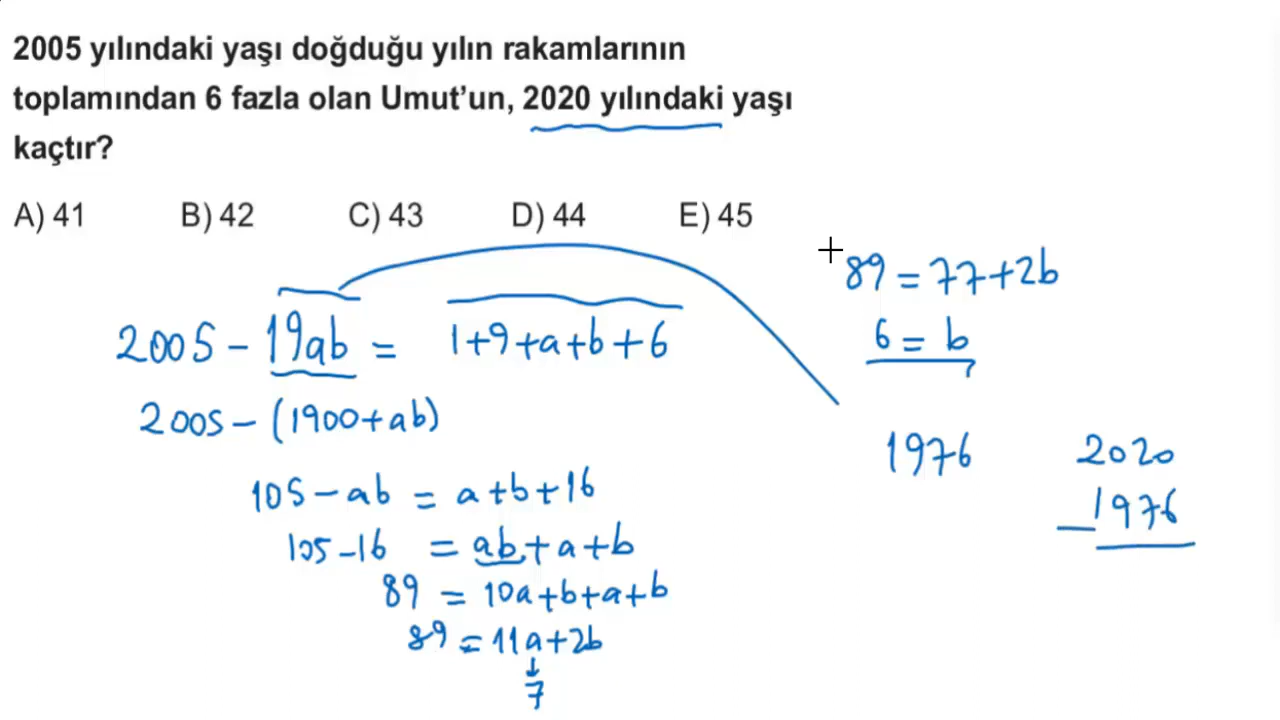 2005 yılındaki yaşı doğduğu yılın rakamlarının
toplamından 6 fazla olan Umut'un, 2020 yılındaki yaşı
kaçtır?
A) 41 B) 42 C) 43 D) 44 E) 45
2005 - 19ab = 1+9+a+b+6
2005 - (1900+ab)
105 - ab = a+b+16
105 - 16 = ab+a+b
89 = 10a+b+a+b
89 = 11a+2b
↓
7
89 = 77+2b
6 = b
1976
2020
- 1976